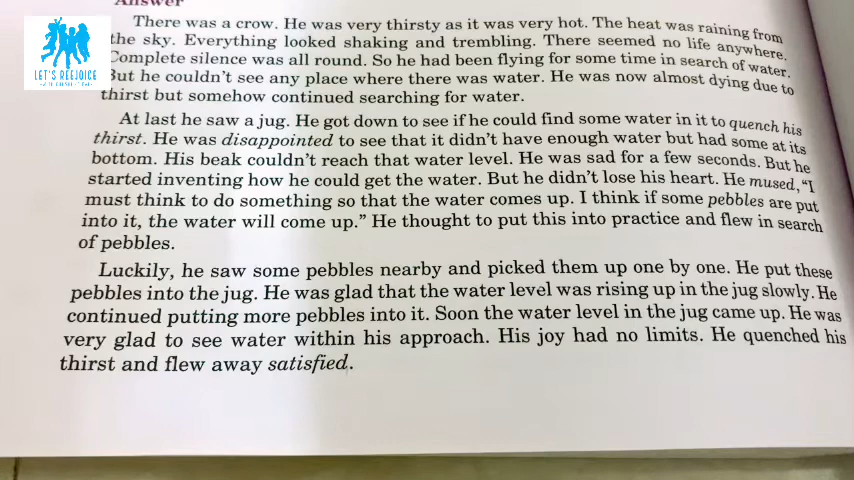 Answer
LET'S REEJOICE
There was a crow. He was very thirsty as it was very hot. The heat was raining from
the sky. Everything looked shaking and trembling. There seemed no life anywhere.
Complete silence was all round. So he had been flying for some time in search of water.
But he couldn't see any place where there was water. He was now almost dying due to
thirst but somehow continued searching for water.
At last he saw a jug. He got down to see if he could find some water in it to quench his
thirst. He was disappointed to see that it didn't have enough water but had some at its
bottom. His beak couldn't reach that water level. He was sad for a few seconds. But he
started inventing how he could get the water. But he didn't lose his heart. He mused, "I
must think to do something so that the water comes up. I think if some pebbles are put
into it, the water will come up." He thought to put this into practice and flew in search
of pebbles.
Luckily, he saw some pebbles nearby and picked them up one by one. He put these
pebbles into the jug. He was glad that the water level was rising up in the jug slowly. He
continued putting more pebbles into it. Soon the water level in the jug came up. He was
very glad to see water within his approach. His joy had no limits. He quenched his
thirst and flew away satisfied.